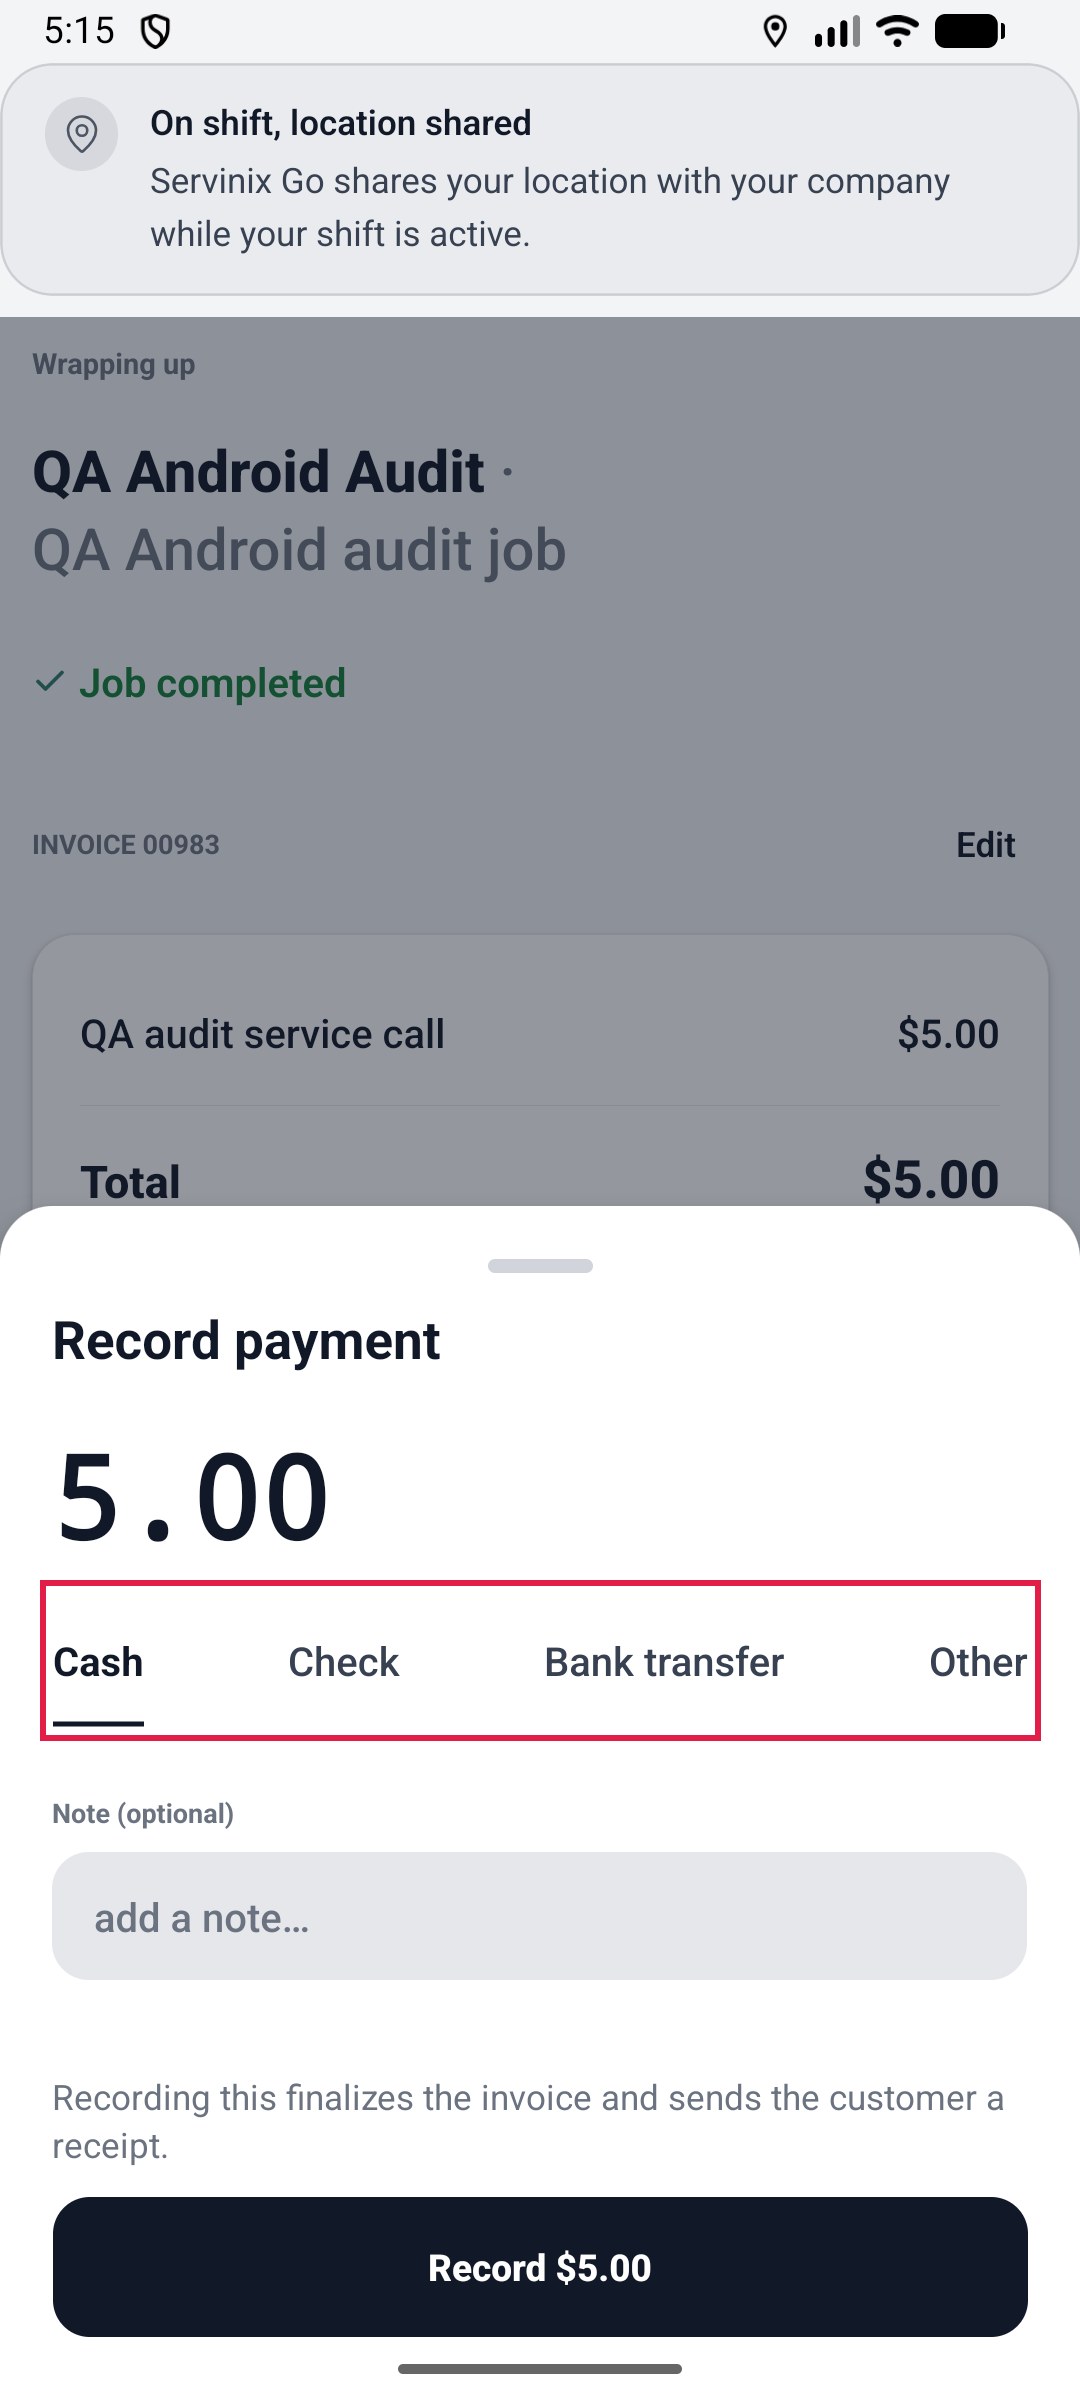 5:15
On shift, location shared
Servinix Go shares your location with your company
while your shift is active.
Wrapping up
QA Android Audit ·
QA Android audit job
Job completed
INVOICE 00983
Edit
QA audit service call
$5.00
Total
$5.00
Record payment
5.00
Cash
Check
Bank transfer
Other
Note (optional)
add a note…
Recording this finalizes the invoice and sends the customer a
receipt.
Record $5.00